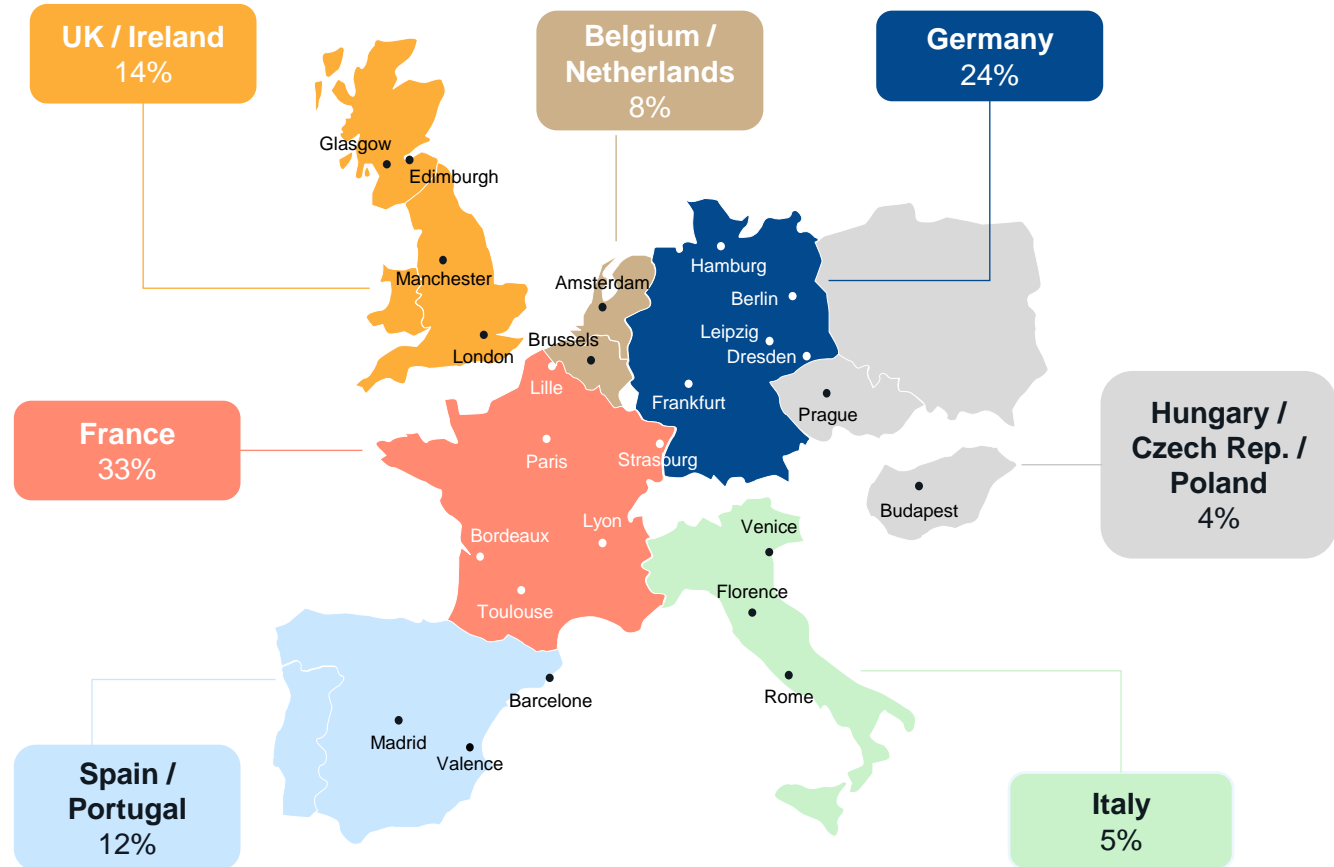 UK / Ireland
14%
Belgium /
Netherlands
8%
Germany
24%
Glasgow
Edimburgh
Manchester
London
Amsterdam
Brussels
Hamburg
Berlin
Leipzig
Dresden
Frankfurt
Prague
Budapest
Hungary /
Czech Rep. /
Poland
4%
France
33%
Lille
Paris
Strasburg
Lyon
Bordeaux
Toulouse
Venice
Florence
Rome
Barcelone
Madrid
Valence
Spain /
Portugal
12%
Italy
5%